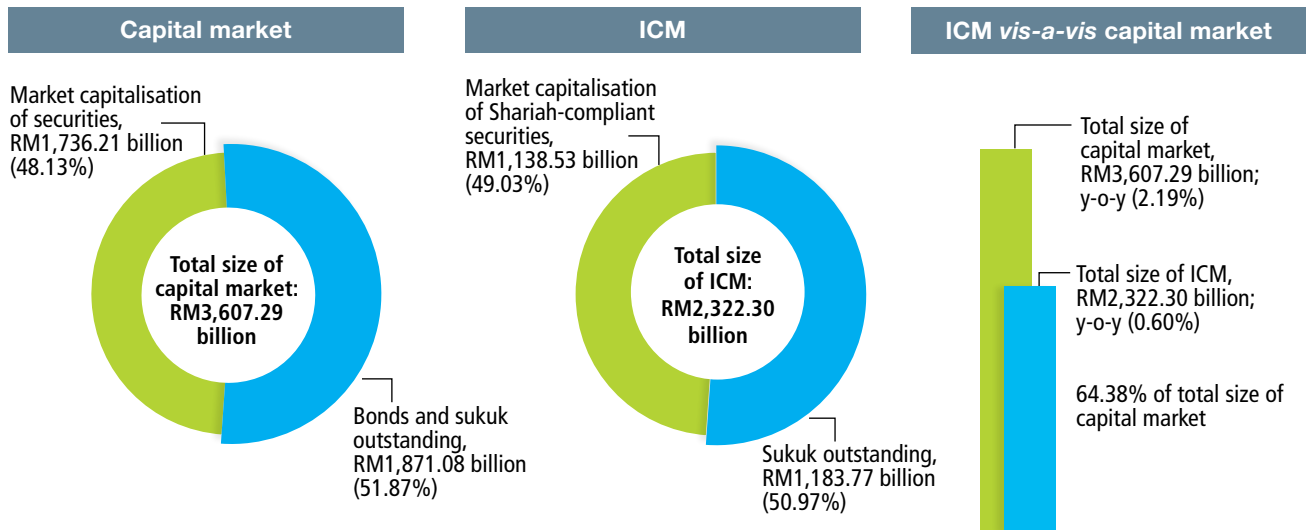 Capital market
Market capitalisation
of securities,
RM1,736.21 billion
(48.13%)
Total size of
capital market:
RM3,607.29
billion
Bonds and sukuk
outstanding,
RM1,871.08 billion
(51.87%)
ICM
Market capitalisation
of Shariah-compliant
securities,
RM1,138.53 billion
(49.03%)
Total size
of ICM:
RM2,322.30
billion
Sukuk outstanding,
RM1,183.77 billion
(50.97%)
ICM vis-a-vis capital market
Total size of
capital market,
RM3,607.29 billion;
y-o-y (2.19%)
Total size of ICM,
RM2,322.30 billion;
y-o-y (0.60%)
64.38% of total size of
capital market